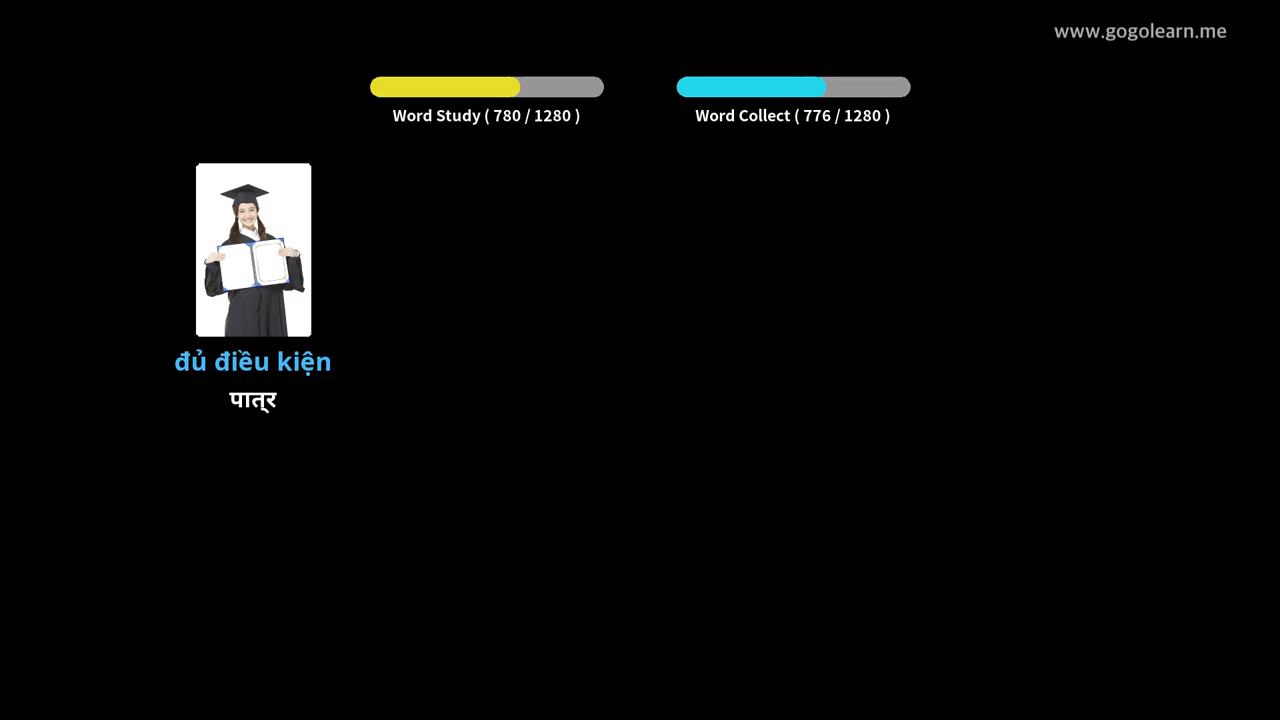 www.gogolearn.me
Word Study ( 780 / 1280 )
Word Collect ( 776 / 1280 )
đủ điều kiện
पात्र